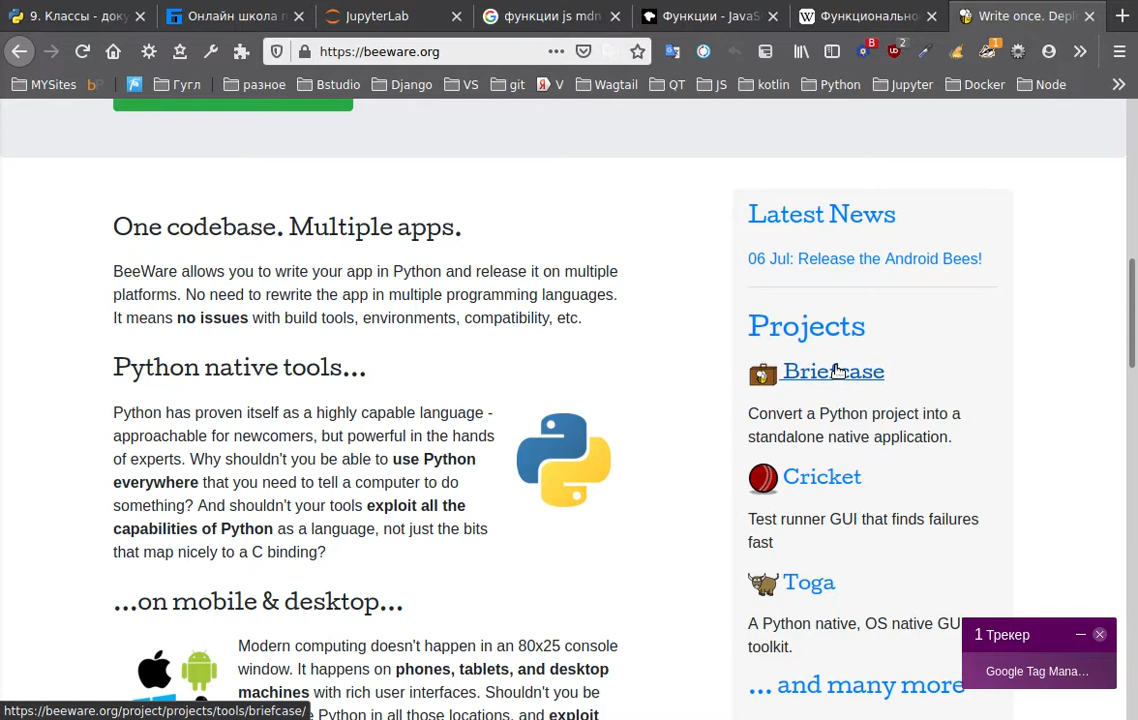 9. Классы - доку
Онлайн школа п
JupyterLab
функции js mdn
Функции - JavaS
Функционально
Write once. Depl
https://beeware.org
MYSites
Гугл
разное
Bstudio
Django
VS
git
V
Wagtail
QT
JS
kotlin
Python
Jupyter
Docker
Node
One codebase. Multiple apps.
BeeWare allows you to write your app in Python and release it on multiple
platforms. No need to rewrite the app in multiple programming languages.
It means no issues with build tools, environments, compatibility, etc.
Python native tools...
Python has proven itself as a highly capable language -
approachable for newcomers, but powerful in the hands
of experts. Why shouldn't you be able to use Python
everywhere that you need to tell a computer to do
something? And shouldn't your tools exploit all the
capabilities of Python as a language, not just the bits
that map nicely to a C binding?
...on mobile & desktop...
Modern computing doesn't happen in an 80x25 console
window. It happens on phones, tablets, and desktop
machines with rich user interfaces. Shouldn't you be
Python in all those locations, and exploit
Latest News
06 Jul: Release the Android Bees!
Projects
Briefcase
Convert a Python project into a
standalone native application.
Cricket
Test runner GUI that finds failures
fast
Toga
A Python native, OS native GU
toolkit.
... and many more
1 Трекер
Google Tag Mana...
https://beeware.org/project/projects/tools/briefcase/